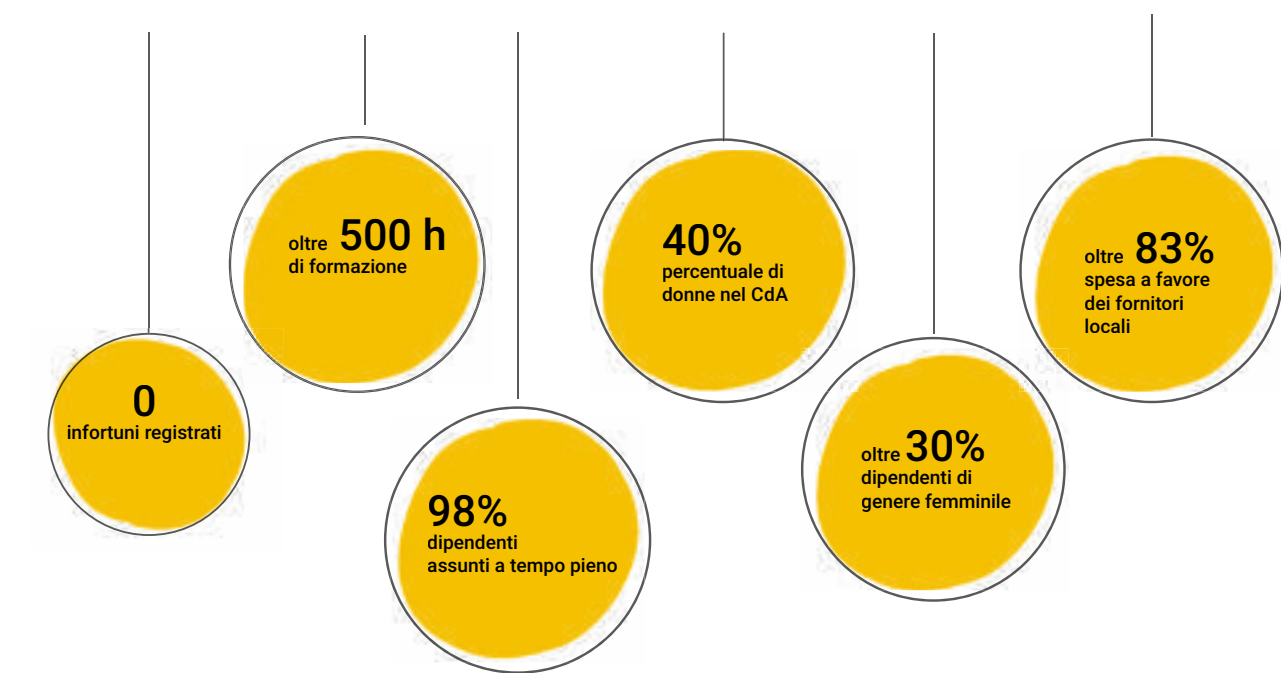 0
infortuni registrati
oltre 500 h
di formazione
98%
dipendenti
assunti a tempo pieno
40%
percentuale di
donne nel CdA
oltre 30%
dipendenti di
genere femminile
oltre 83%
spesa a favore
dei fornitori
locali